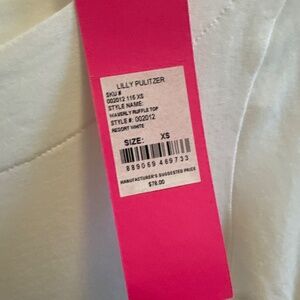 LILLY PULITZER
SKU #
002012 115 XS
STYLE NAME:
WAVERLY RUFFLE TOP
STYLE #: 002012
RESORT WHITE
SIZE: XS
889069 469733
MANUFACTURER'S SUGGESTED PRICE
$78.00